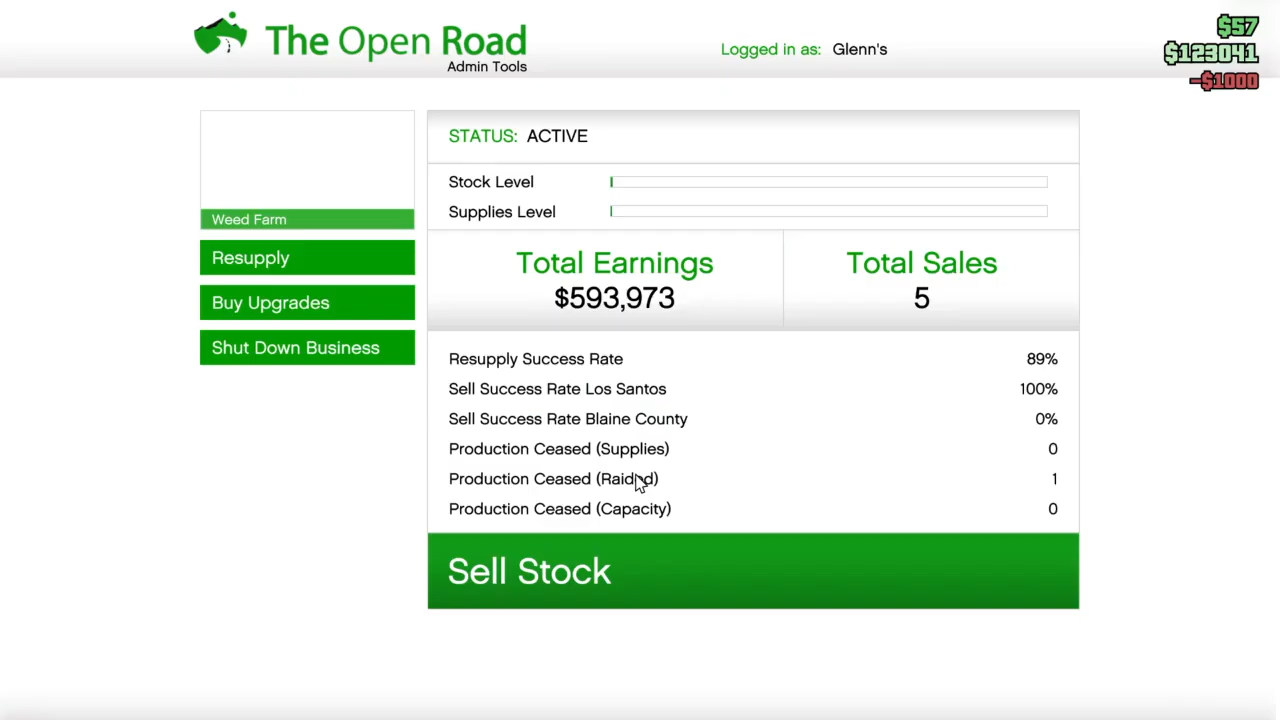 The Open Road
Admin Tools
Logged in as: Glenn's
$57
$123041
-$1000
Weed Farm
Resupply
Buy Upgrades
Shut Down Business
STATUS: ACTIVE
Stock Level
Supplies Level
Total Earnings
$593,973
Total Sales
5
Resupply Success Rate 89%
Sell Success Rate Los Santos 100%
Sell Success Rate Blaine County 0%
Production Ceased (Supplies) 0
Production Ceased (Raided) 1
Production Ceased (Capacity) 0
Sell Stock